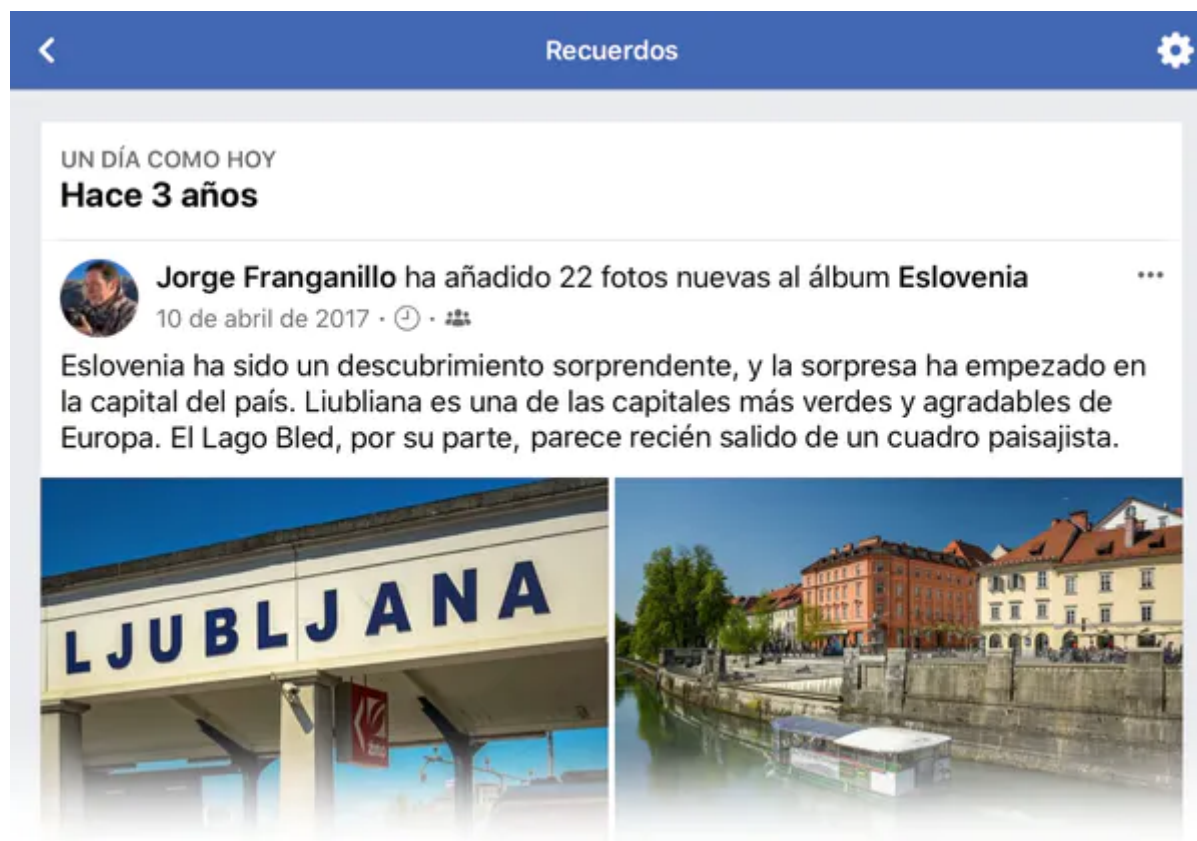 Recuerdos
UN DÍA COMO HOY
Hace 3 años
Jorge Franganillo ha añadido 22 fotos nuevas al álbum Eslovenia
10 de abril de 2017 ·  ·
Eslovenia ha sido un descubrimiento sorprendente, y la sorpresa ha empezado en
la capital del país. Liubliana es una de las capitales más verdes y agradables de
Europa. El Lago Bled, por su parte, parece recién salido de un cuadro paisajista.
LJUBLJANA